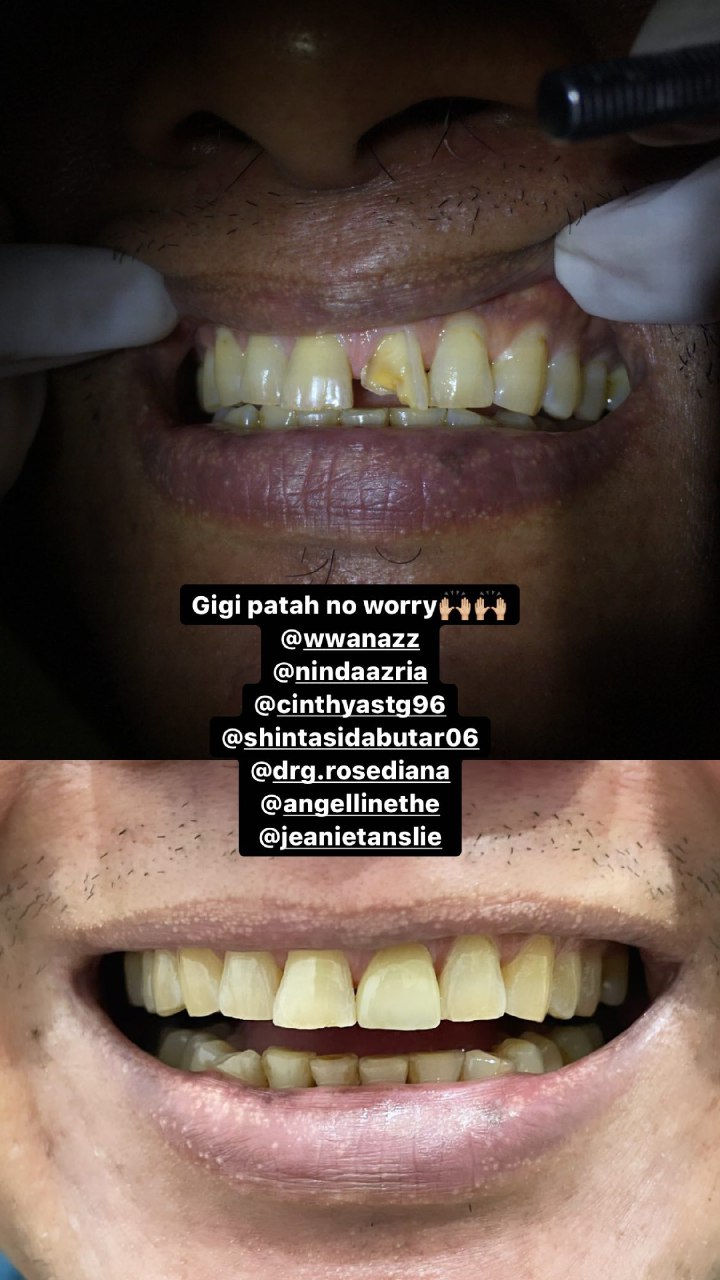 Gigi patah no worry🙌🏼🙌🏼
@wwanazz
@nindaazria
@cinthyastg96
@shintasidabutar06
@drg.rosediana
@angellinethe
@jeanietanslie